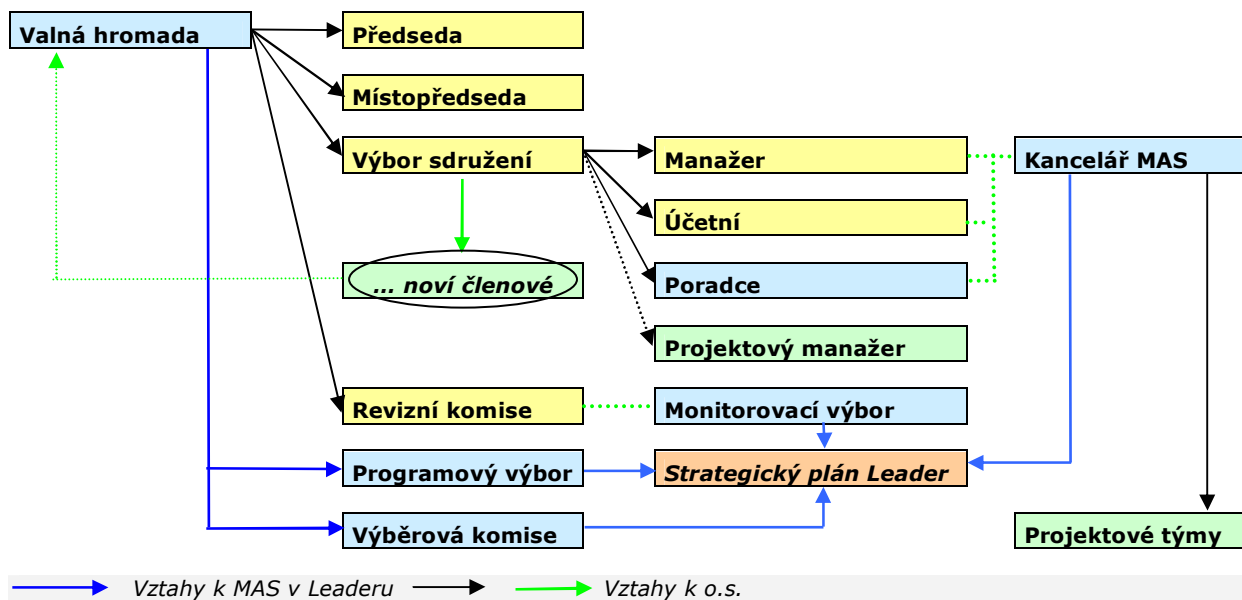 Valná hromada
Předseda
Místopředseda
Výbor sdružení
Manažer
Kancelář MAS
Účetní
... noví členové
Poradce
Projektový manažer
Revizní komise
Monitorovací výbor
Programový výbor
Strategický plán Leader
Výběrová komise
Projektové týmy
Vztahy k MAS v Leaderu
Vztahy k o.s.